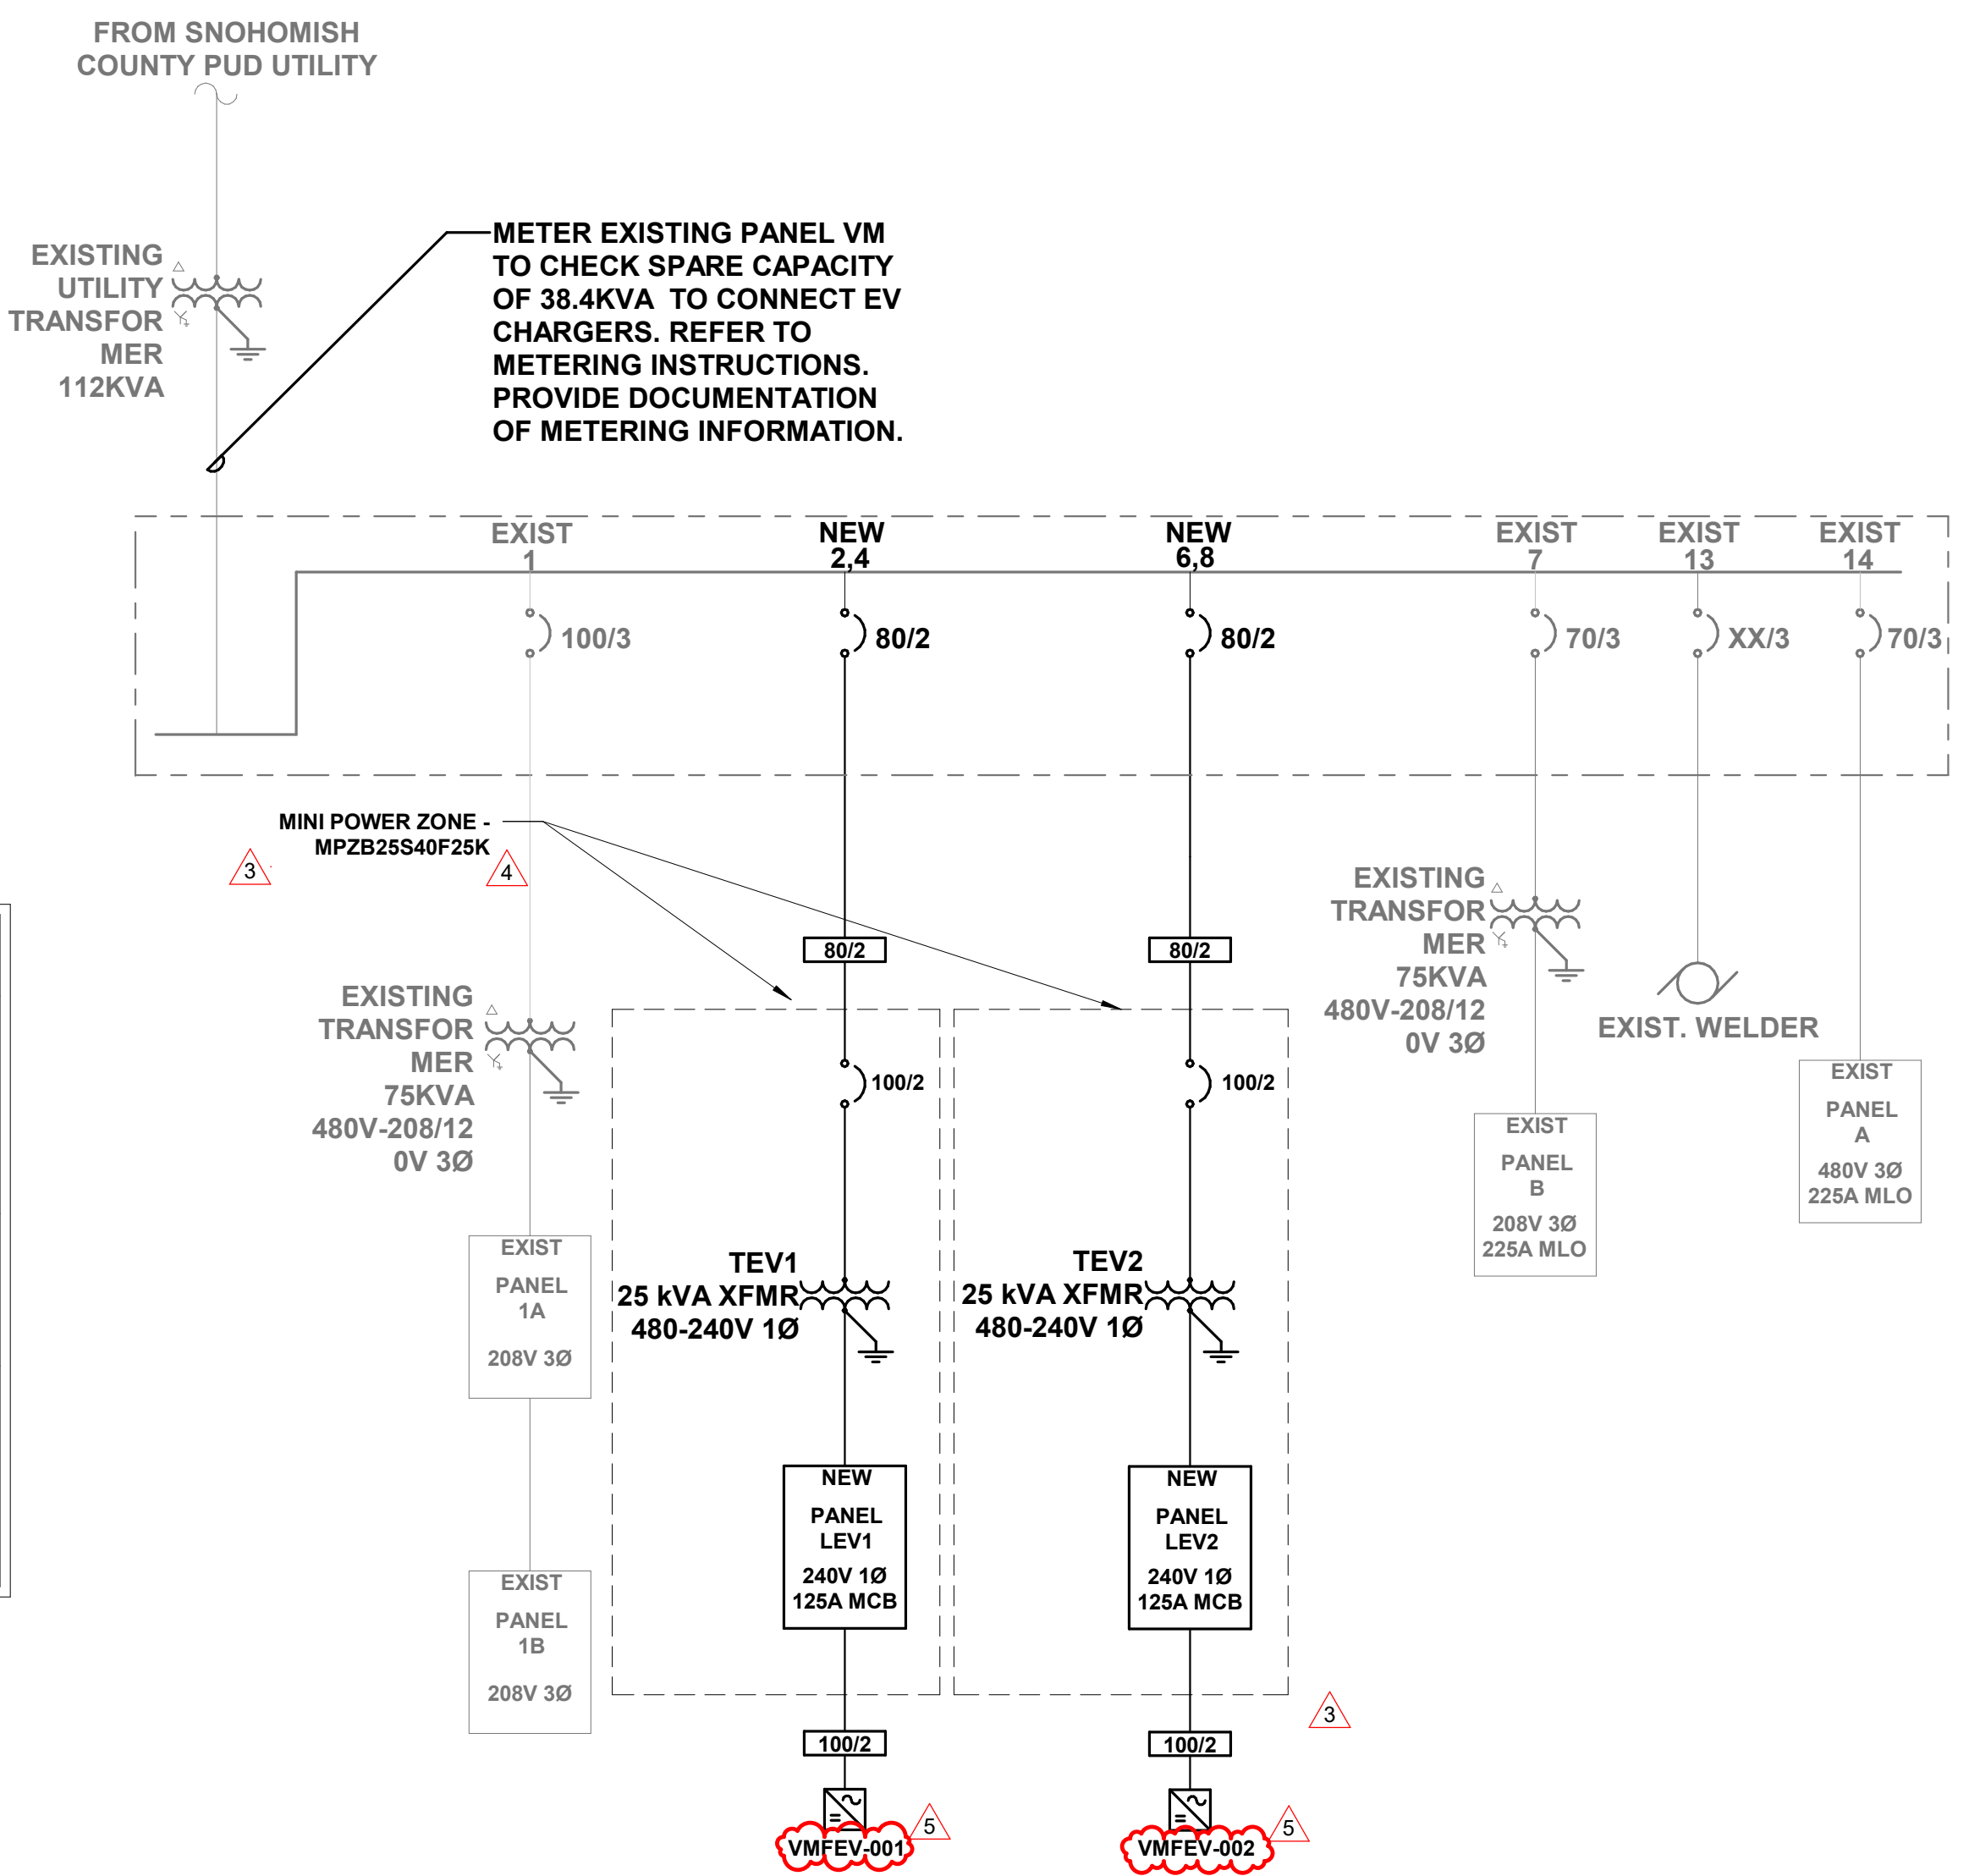 FROM SNOHOMISH
COUNTY PUD UTILITY
EXISTING
UTILITY
TRANSFOR
MER
112KVA
METER EXISTING PANEL VM
TO CHECK SPARE CAPACITY
OF 38.4KVA TO CONNECT EV
CHARGERS. REFER TO
METERING INSTRUCTIONS.
PROVIDE DOCUMENTATION
OF METERING INFORMATION.
EXIST
1
NEW
2,4
NEW
6,8
EXIST
7
EXIST
13
EXIST
14
100/3
80/2
80/2
70/3
XX/3
70/3
MINI POWER ZONE -
MPZB25S40F25K
3
4
80/2
80/2
EXISTING
TRANSFOR
MER
75KVA
480V-208/12
0V 3Ø
EXISTING
TRANSFOR
MER
75KVA
480V-208/12
0V 3Ø
EXIST. WELDER
100/2
100/2
EXIST
PANEL
A
480V 3Ø
225A MLO
EXIST
PANEL
B
208V 3Ø
225A MLO
EXIST
PANEL
1A
208V 3Ø
TEV1
25 kVA XFMR
480-240V 1Ø
TEV2
25 kVA XFMR
480-240V 1Ø
NEW
PANEL
LEV1
240V 1Ø
125A MCB
NEW
PANEL
LEV2
240V 1Ø
125A MCB
EXIST
PANEL
1B
208V 3Ø
3
100/2
100/2
VMFEV-001
5
VMFEV-002
5